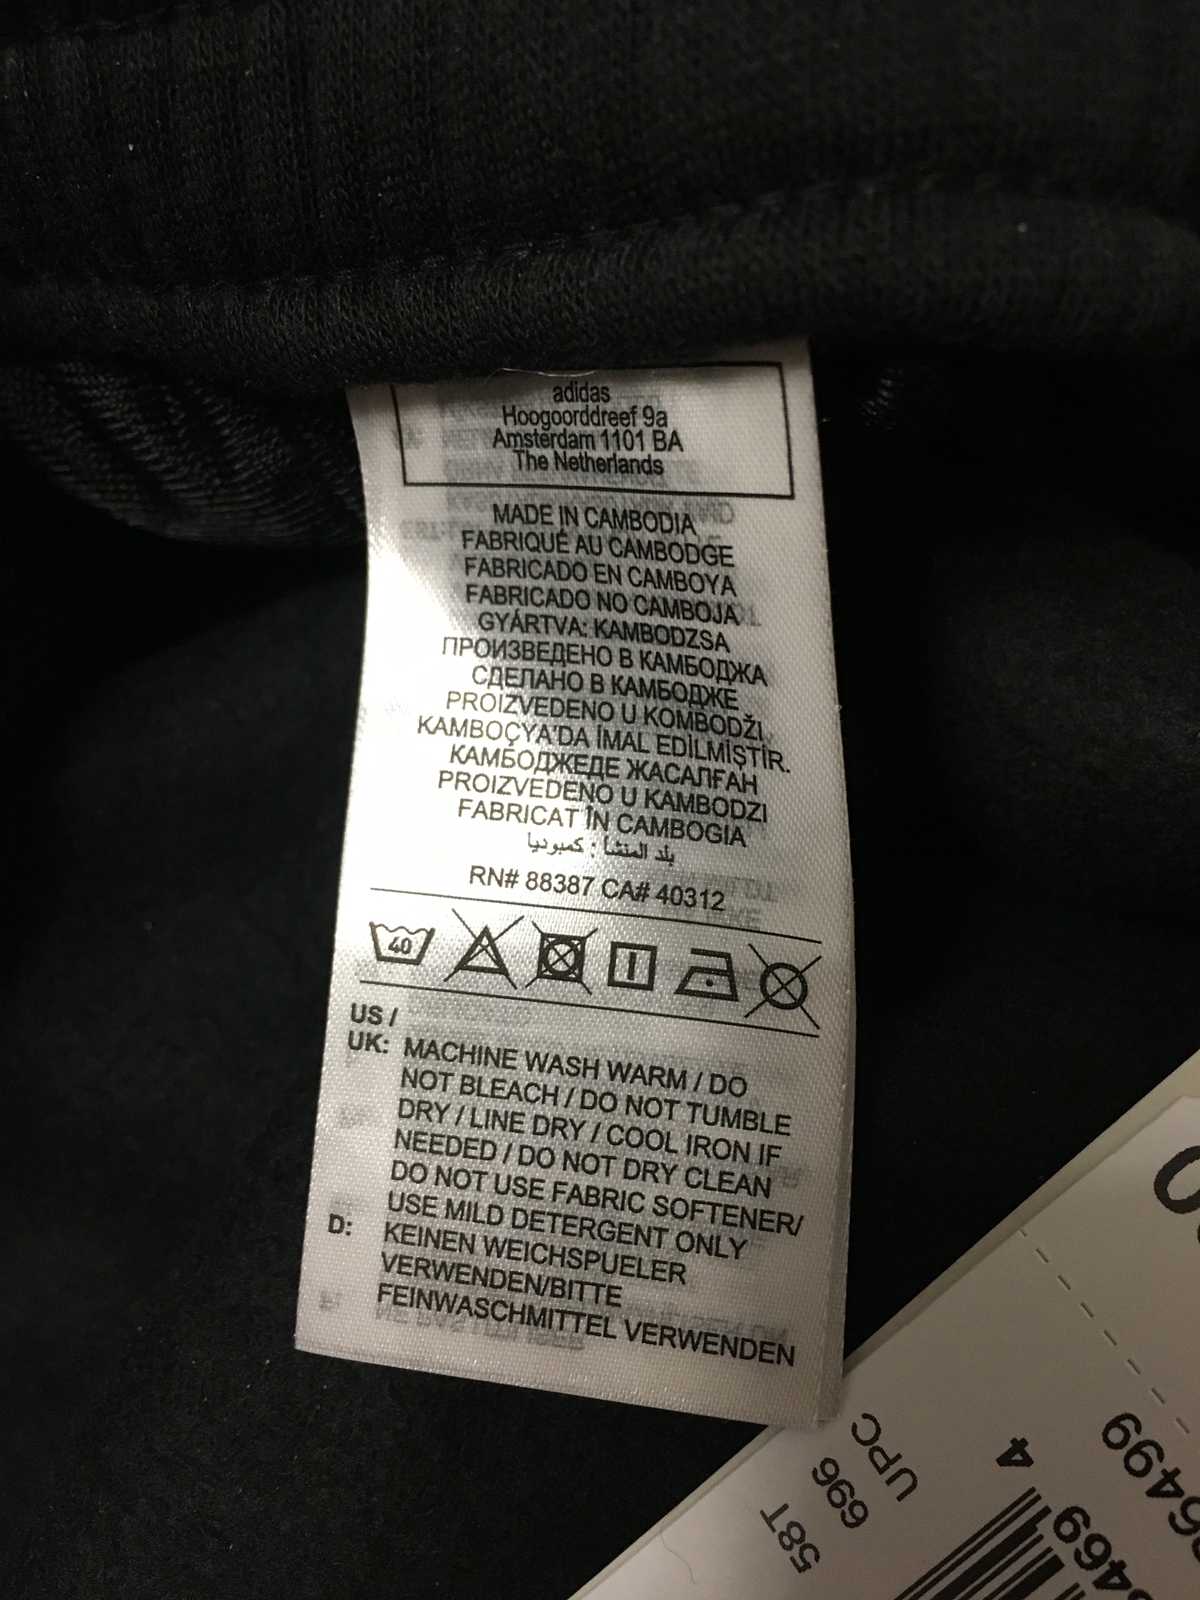 adidas
Hoogoorddreef 9a
Amsterdam 1101 BA
The Netherlands
MADE IN CAMBODIA
FABRIQUÉ AU CAMBODGE
FABRICADO EN CAMBOYA
FABRICADO NO CAMBOJA
GYÁRTVA: KAMBODZSA
ПРОИЗВЕДЕНО В КАМБОДЖА
СДЕЛАНО В КАМБОДЖЕ
PROIZVEDENO U KOMBODŽI
KAMBOÇYA'DA İMAL EDİLMİŞTİR.
КАМБОДЖЕДЕ ЖАСАЛҒАН
PROIZVEDENO U KAMBODZI
FABRICAT ÎN CAMBOGIA
بلد المنشأ : كمبوديا
RN# 88387 CA# 40312
40
US /
UK: MACHINE WASH WARM / DO
NOT BLEACH / DO NOT TUMBLE
DRY / LINE DRY / COOL IRON IF
NEEDED / DO NOT DRY CLEAN
DO NOT USE FABRIC SOFTENER/
USE MILD DETERGENT ONLY
D: KEINEN WEICHSPUELER
VERWENDEN/BITTE
FEINWASCHMITTEL VERWENDEN
UPC
696
58T
4